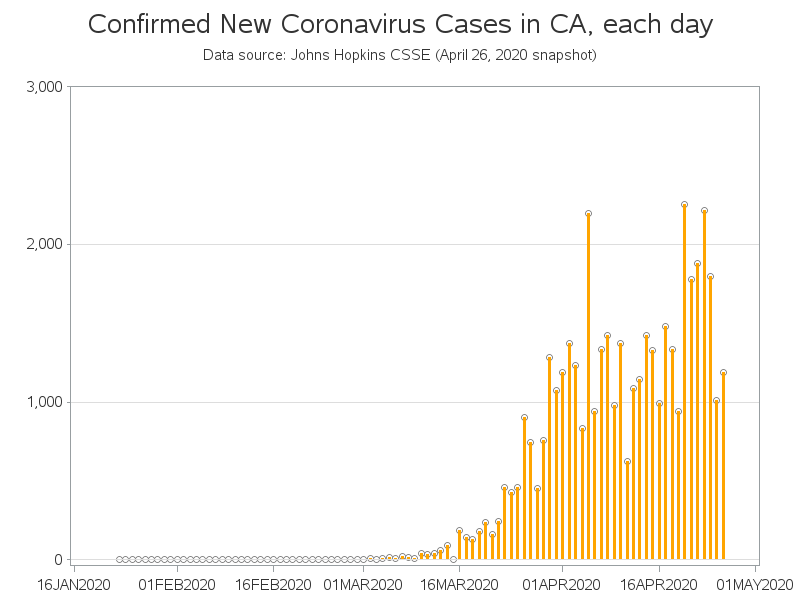 Confirmed New Coronavirus Cases in CA, each day
Data source: Johns Hopkins CSSE (April 26, 2020 snapshot)
3,000
2,000
1,000
0
16JAN2020 01FEB2020 16FEB2020 01MAR2020 16MAR2020 01APR2020 16APR2020 01MAY2020